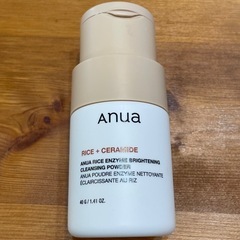 Anua
RICE + CERAMIDE
ANUA RICE ENZYME BRIGHTENING
CLEANSING POWDER
ANUA POUDRE ENZYME NETTOYANTE
ÉCLAIRCISSANTE AU RIZ
40 G / 1.41 OZ.